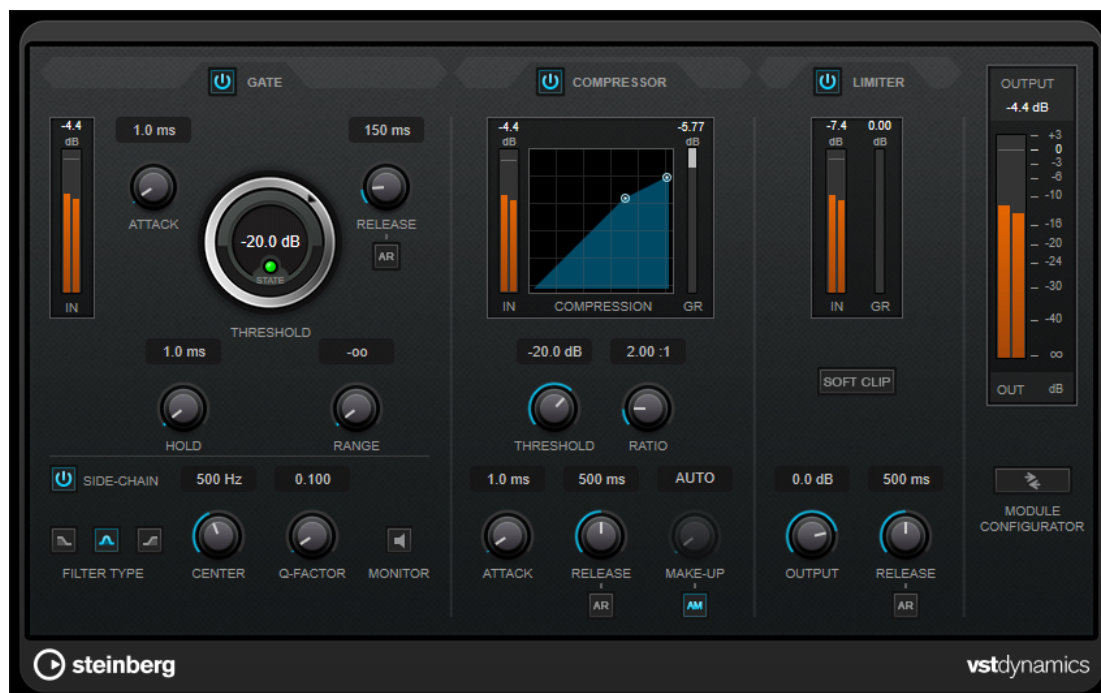 GATE
COMPRESSOR
LIMITER
OUTPUT
-4.4 dB
-4.4
dB
IN
1.0 ms
ATTACK
150 ms
RELEASE
AR
-20.0 dB
STATE
THRESHOLD
1.0 ms
HOLD
-oo
RANGE
SIDE-CHAIN
500 Hz
0.100
FILTER TYPE
CENTER
Q-FACTOR
MONITOR
-4.4
dB
-5.77
dB
IN
COMPRESSION
GR
-20.0 dB
2.00 :1
THRESHOLD
RATIO
1.0 ms
500 ms
AUTO
ATTACK
RELEASE
MAKE-UP
AR
AM
-7.4
0.00
dB
dB
IN
GR
SOFT CLIP
0.0 dB
500 ms
OUTPUT
RELEASE
AR
+3
0
-3
-6
-10
-16
-20
-24
-30
-40
oo
OUT
dB
MODULE
CONFIGURATOR
steinberg
vstdynamics